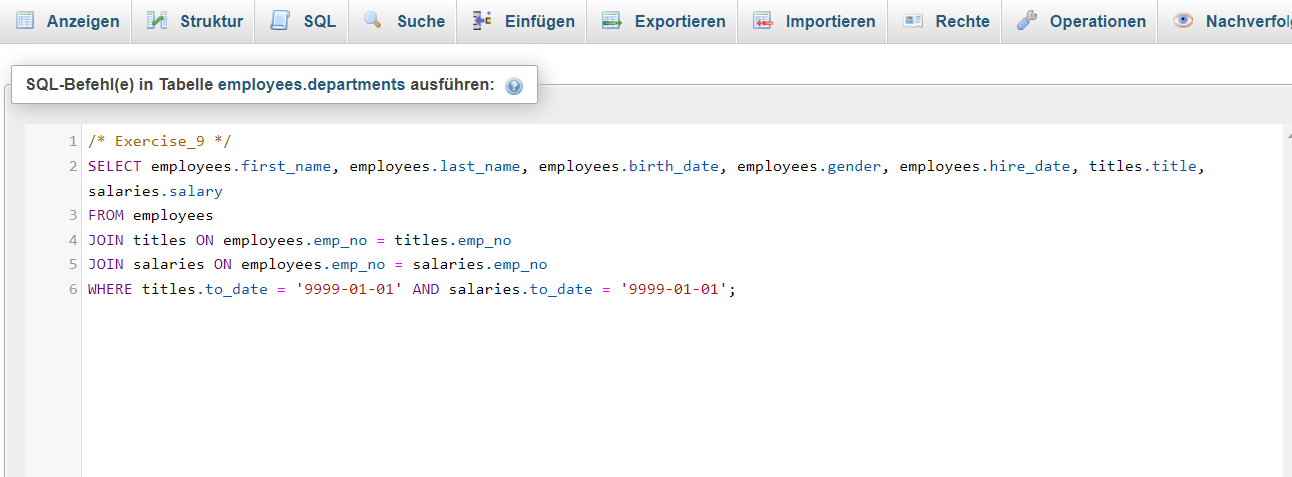 Anzeigen Struktur SQL Suche Einfügen Exportieren Importieren Rechte Operationen
SQL-Befehl(e) in Tabelle employees.departments ausführen:
1 /* Exercise_9 */
2 SELECT employees.first_name, employees.last_name, employees.birth_date, employees.gender, employees.hire_date, titles.title,
salaries.salary
3 FROM employees
4 JOIN titles ON employees.emp_no = titles.emp_no
5 JOIN salaries ON employees.emp_no = salaries.emp_no
6 WHERE titles.to_date = '9999-01-01' AND salaries.to_date = '9999-01-01';